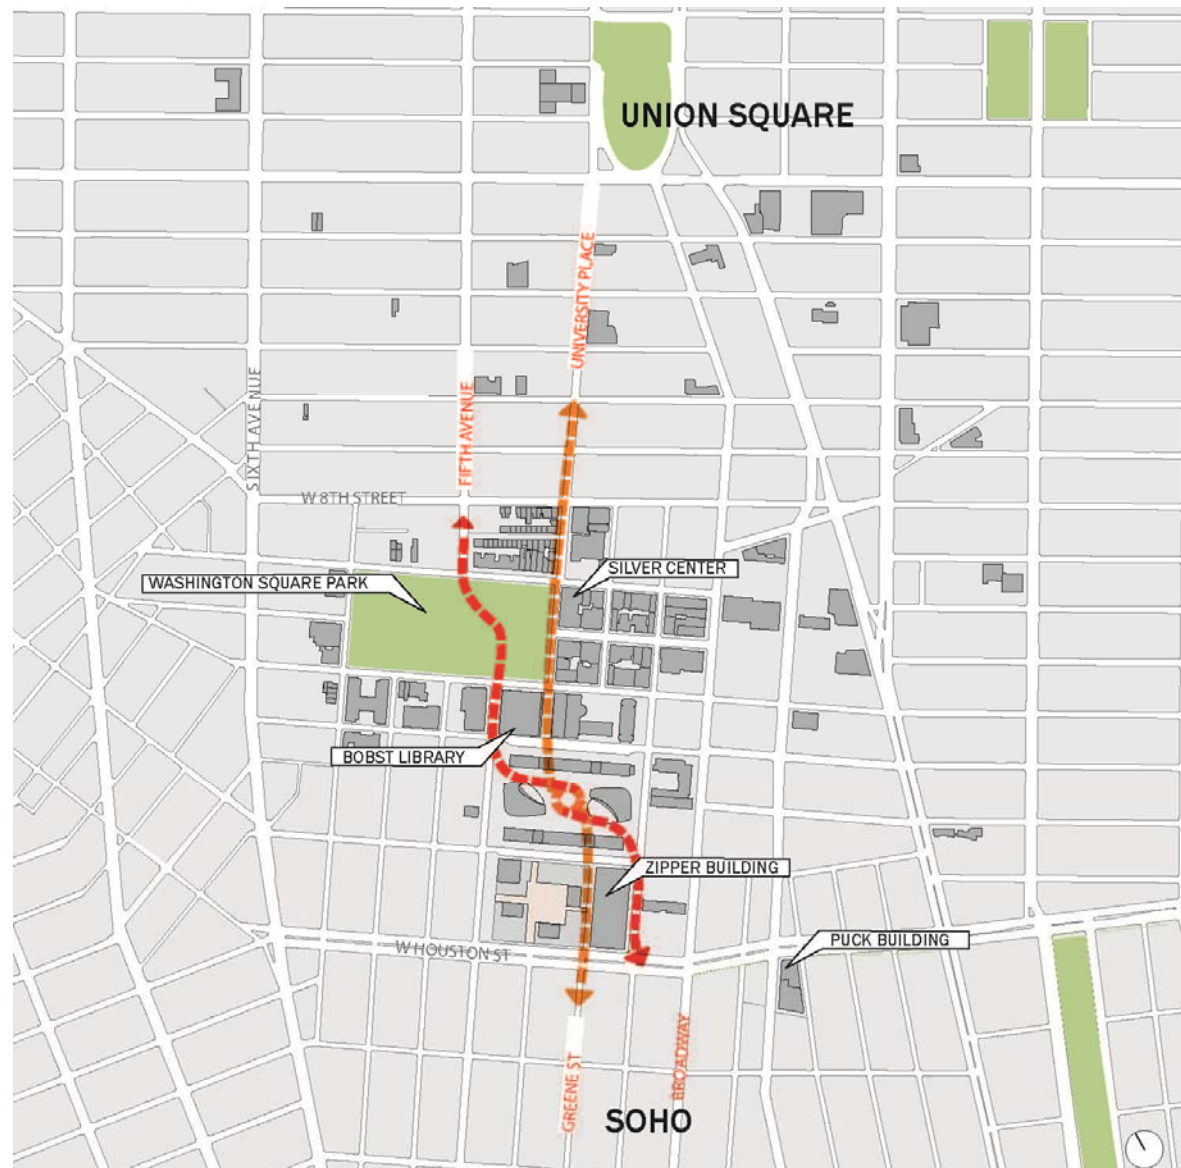 UNION SQUARE
UNIVERSITY PLACE
FIFTH AVENUE
SIXTH AVENUE
W 8TH STREET
SILVER CENTER
WASHINGTON SQUARE PARK
BOBST LIBRARY
ZIPPER BUILDING
PUCK BUILDING
W HOUSTON ST
GREENE ST
BROADWAY
SOHO